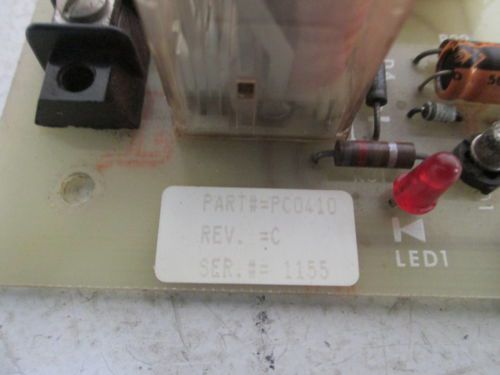 PART#=PC0410
REV. =C
SER.#= 1155
LED1